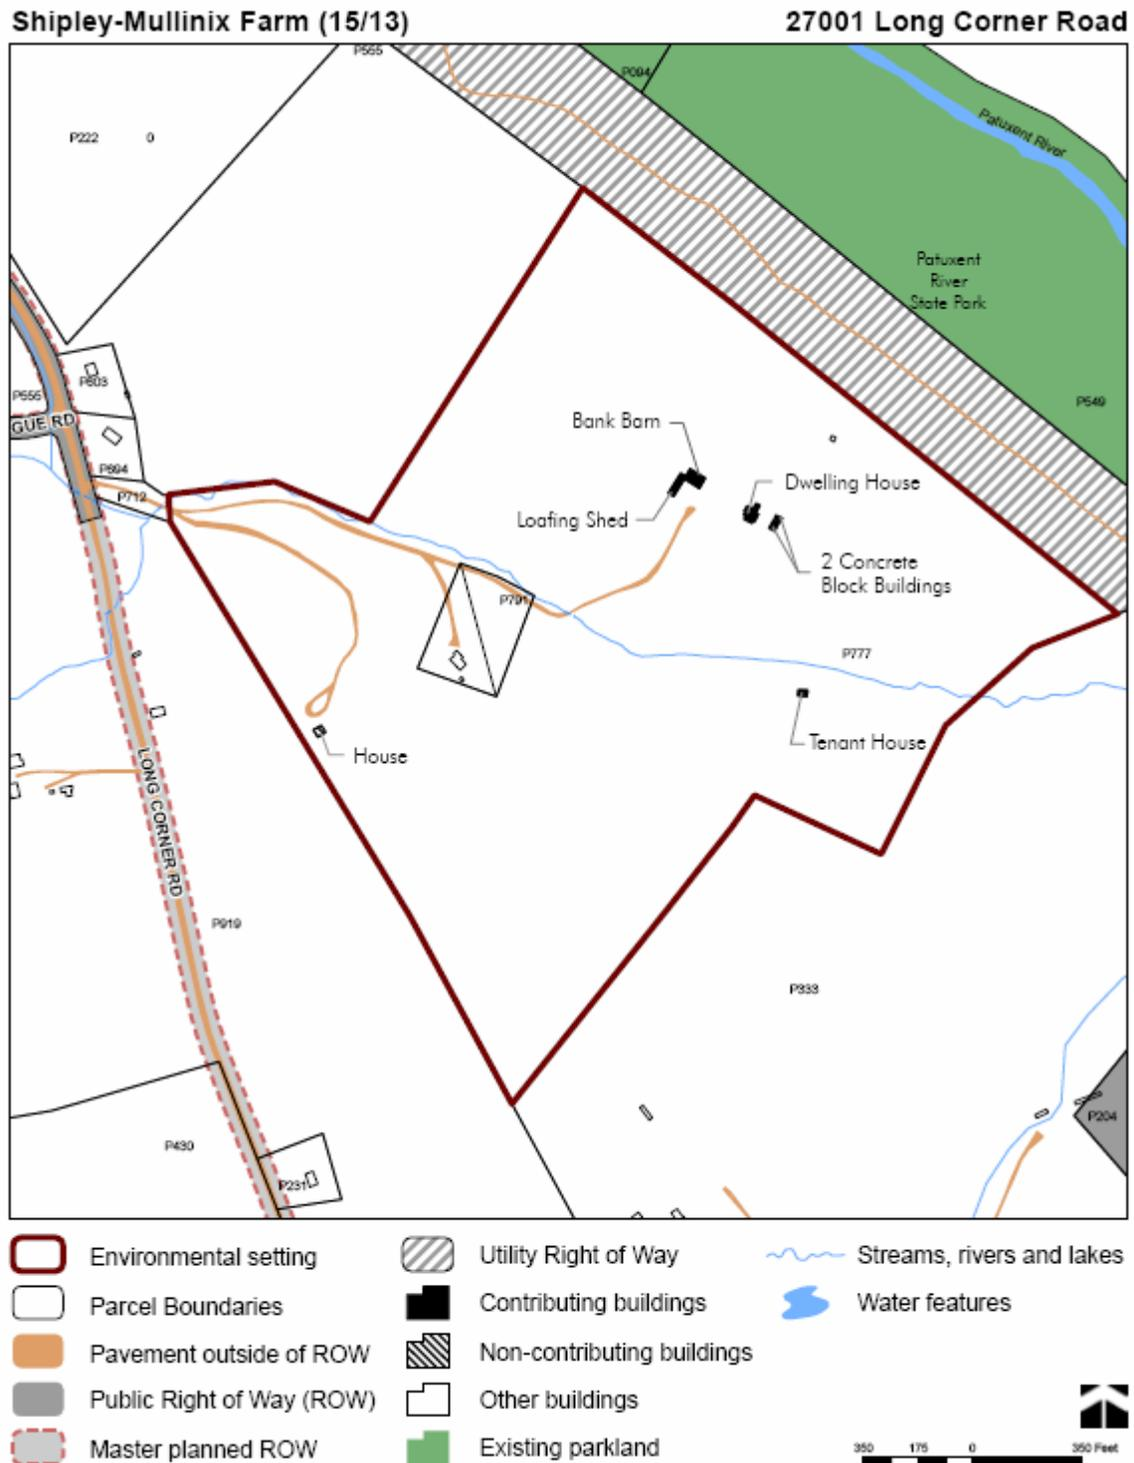 Shipley-Mullinix Farm (15/13)
27001 Long Corner Road
P565
P094
P222
0
Patuxent River
Patuxent
River
State Park
P603
P555
P549
GUE RD
Bank Barn
P694
Dwelling House
P712
Loafing Shed
2 Concrete
Block Buildings
P791
P777
Tenant House
House
LONG CORNER RD
P919
P333
P204
P430
P231
Environmental setting
Utility Right of Way
Streams, rivers and lakes
Parcel Boundaries
Contributing buildings
Water features
Pavement outside of ROW
Non-contributing buildings
Public Right of Way (ROW)
Other buildings
Master planned ROW
Existing parkland
350 175 0 350 Feet